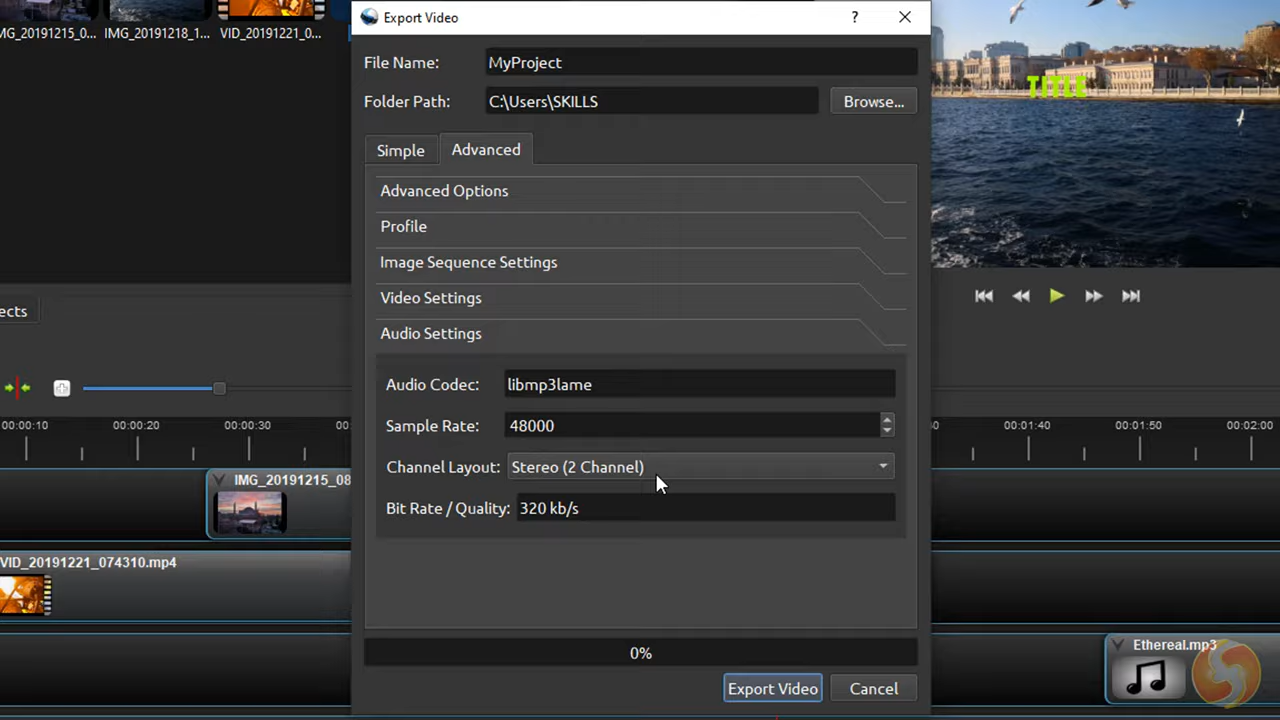 Export Video
?
IMG_20191215_0... IMG_20191218_1... VID_20191221_0...
File Name: MyProject
Folder Path: C:\Users\SKILLS Browse...
TITLE
Simple Advanced
Advanced Options
Profile
Image Sequence Settings
Video Settings
ects
Audio Settings
Audio Codec: libmp3lame
Sample Rate: 48000
00:00:10 00:00:20 00:00:30 00:01:40 00:01:50 00:02:00
Channel Layout: Stereo (2 Channel)
IMG_20191215_08
Bit Rate / Quality: 320 kb/s
VID_20191221_074310.mp4
Ethereal.mp3
0%
Export Video Cancel